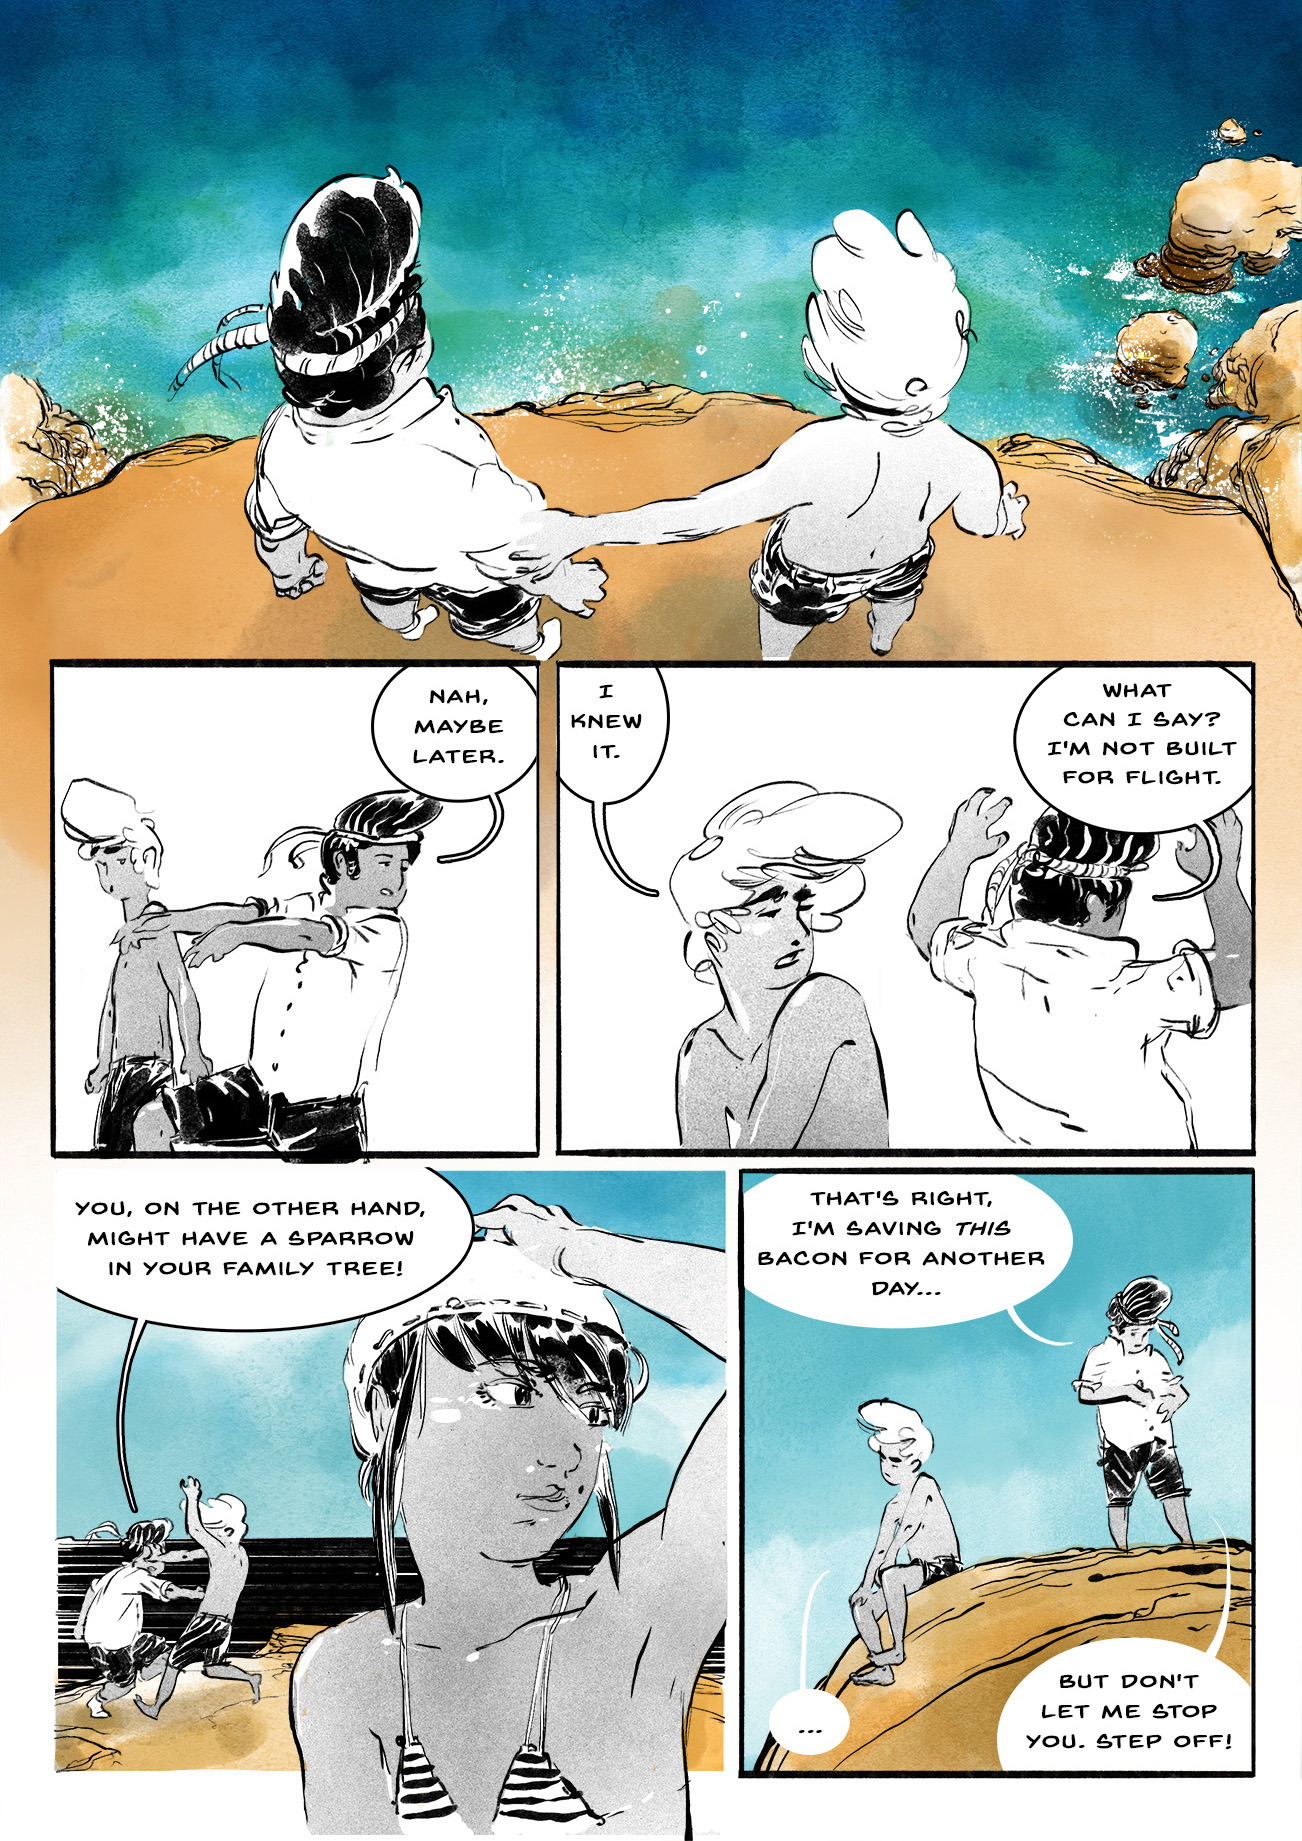 NAH,
MAYBE
LATER.
I
KNEW
IT.
WHAT
CAN I SAY?
I'M NOT BUILT
FOR FLIGHT.
YOU, ON THE OTHER HAND,
MIGHT HAVE A SPARROW
IN YOUR FAMILY TREE!
THAT'S RIGHT,
I'M SAVING THIS
BACON FOR ANOTHER
DAY...
...
BUT DON'T
LET ME STOP
YOU. STEP OFF!